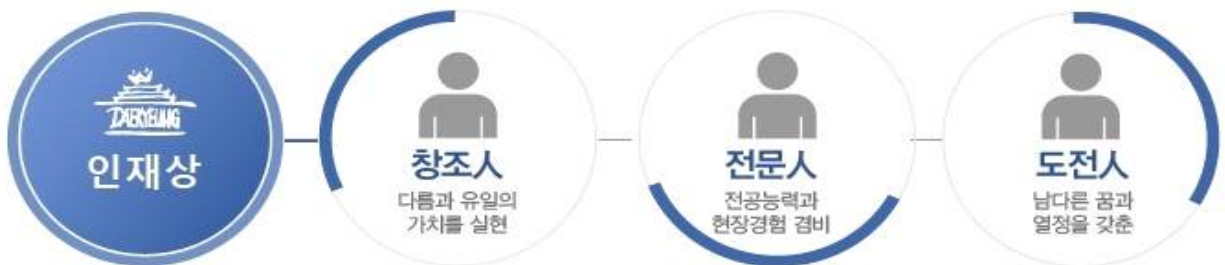 DAERYEUNG
인재상
창조人
다름과 유일의
가치를 실현
전문人
전공능력과
현장경험 겸비
도전人
남다른 꿈과
열정을 갖춘